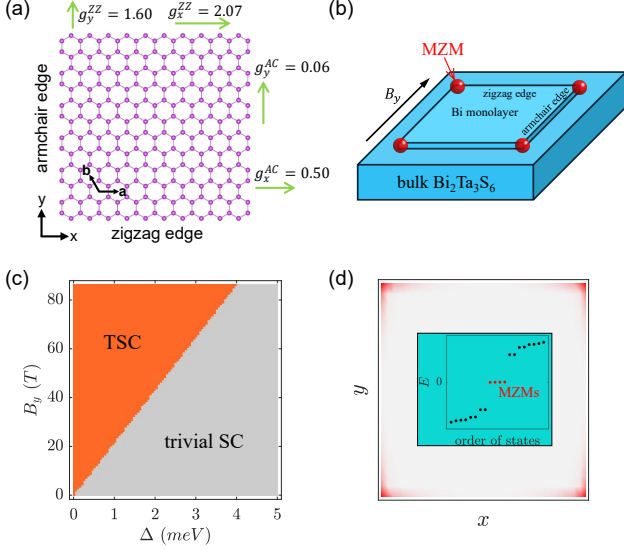 (a)
g_y^ZZ = 1.60
g_x^ZZ = 2.07
g_y^AC = 0.06
g_x^AC = 0.50
armchair edge
b
a
y
x
zigzag edge
(b)
MZM
B_y
zigzag edge
armchair edge
Bi monolayer
bulk Bi₂Ta₃S₆
(c)
80
60
40
20
0
B_y (T)
TSC
trivial SC
0 1 2 3 4 5
Δ (meV)
(d)
y
E
0
MZMs
order of states
x